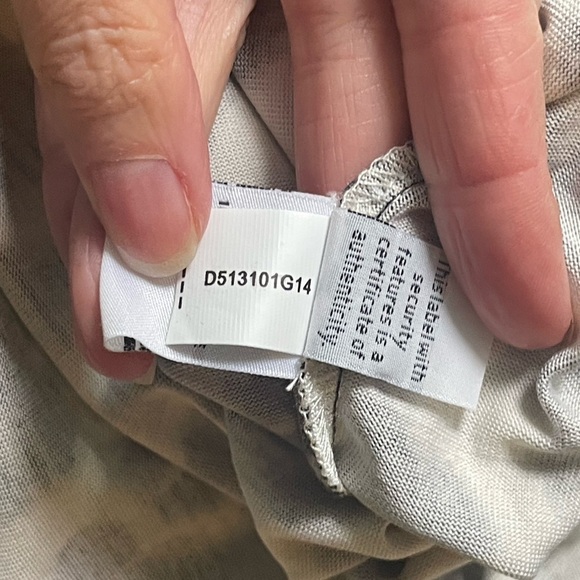 D513101G14
This label with
security
features is a
certificate of
authenticity